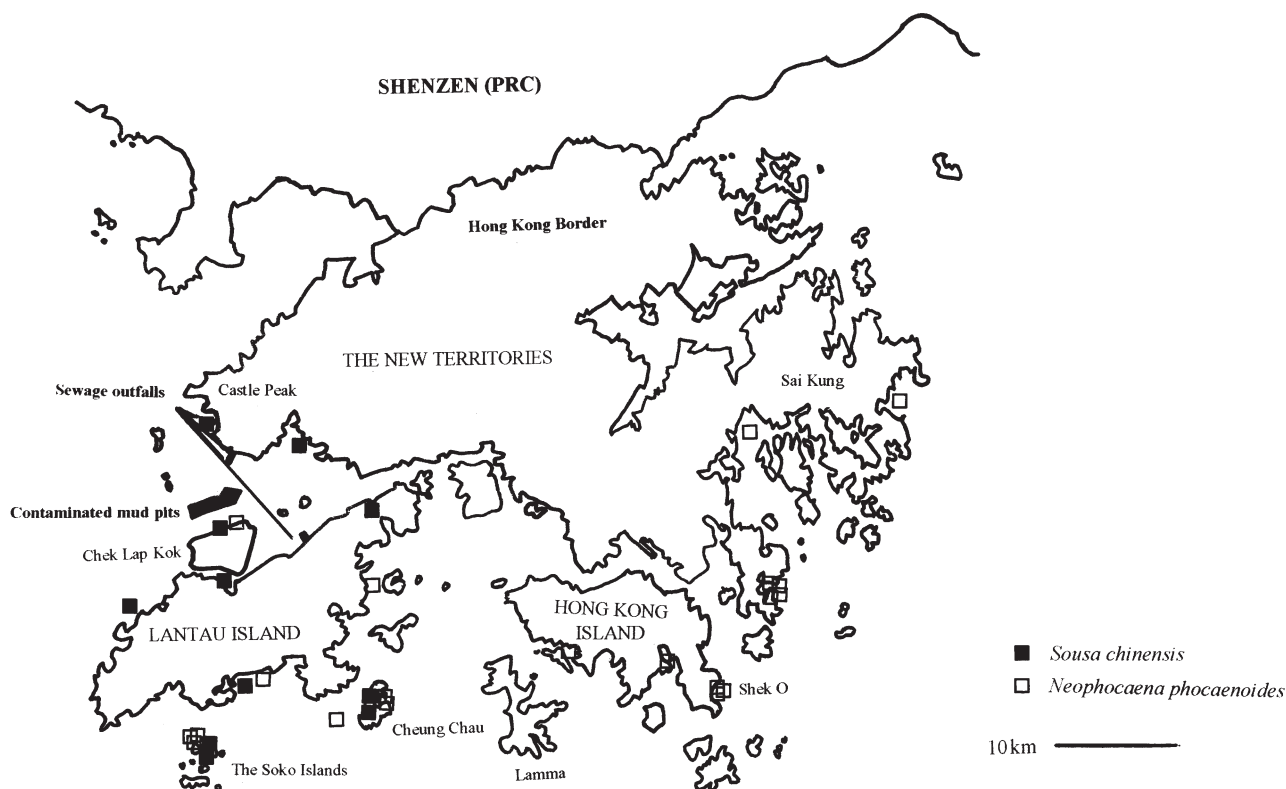 SHENZEN (PRC)
Hong Kong Border
THE NEW TERRITORIES
Sai Kung
Sewage outfalls
Castle Peak
Contaminated mud pits
Chek Lap Kok
LANTAU ISLAND
HONG KONG
ISLAND
Shek O
Cheung Chau
The Soko Islands
Lamma
Sousa chinensis
Neophocaena phocaenoides
10 km